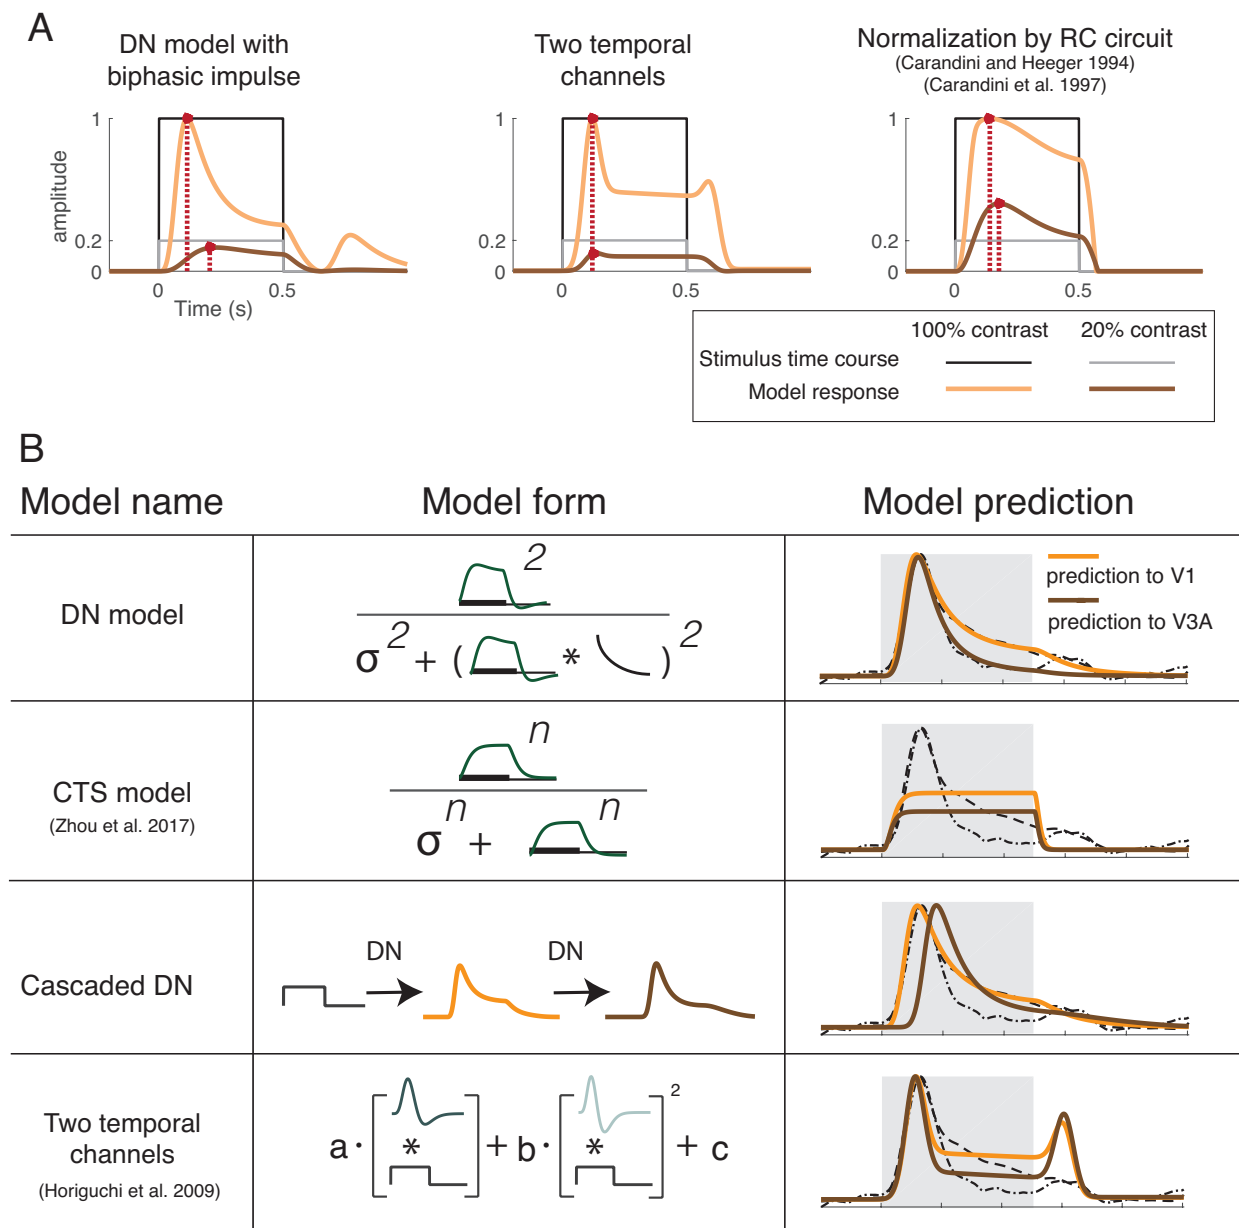 A
DN model with
biphasic impulse
Two temporal
channels
Normalization by RC circuit
(Carandini and Heeger 1994)
(Carandini et al. 1997)
1
amplitude
0.2
0
0
0.5
Time (s)
1
0.2
0
0
0.5
1
0.2
0
0
0.5
100% contrast
20% contrast
Stimulus time course
Model response
B
Model name
Model form
Model prediction
DN model
2
σ2 + ( * )2
prediction to V1
prediction to V3A
CTS model
(Zhou et al. 2017)
n
σn + n
Cascaded DN
DN
DN
Two temporal
channels
(Horiguchi et al. 2009)
a · [ * ] + b · [ * ]2 + c